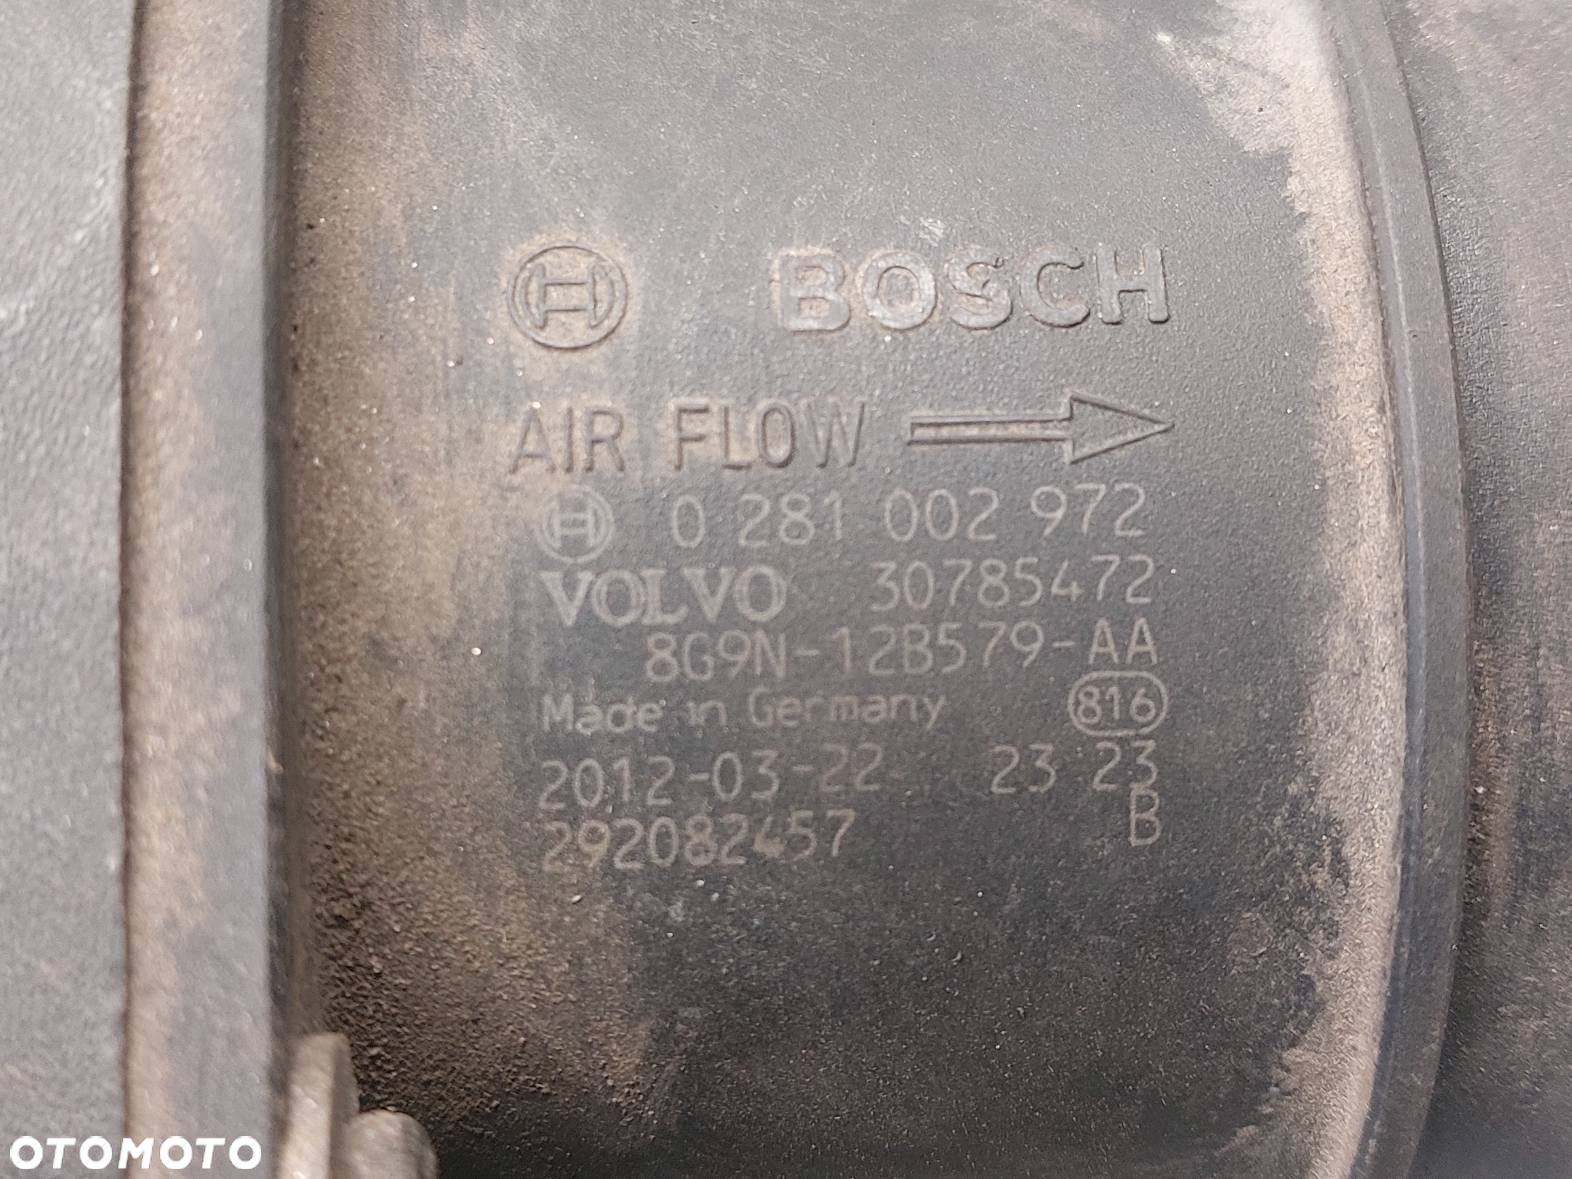 BOSCH
AIR FLOW
0 281 002 972
VOLVO 30785472
8G9N-12B579-AA
Made in Germany 816
2012-03-22 23 23
292082457 B
OTOMOTO